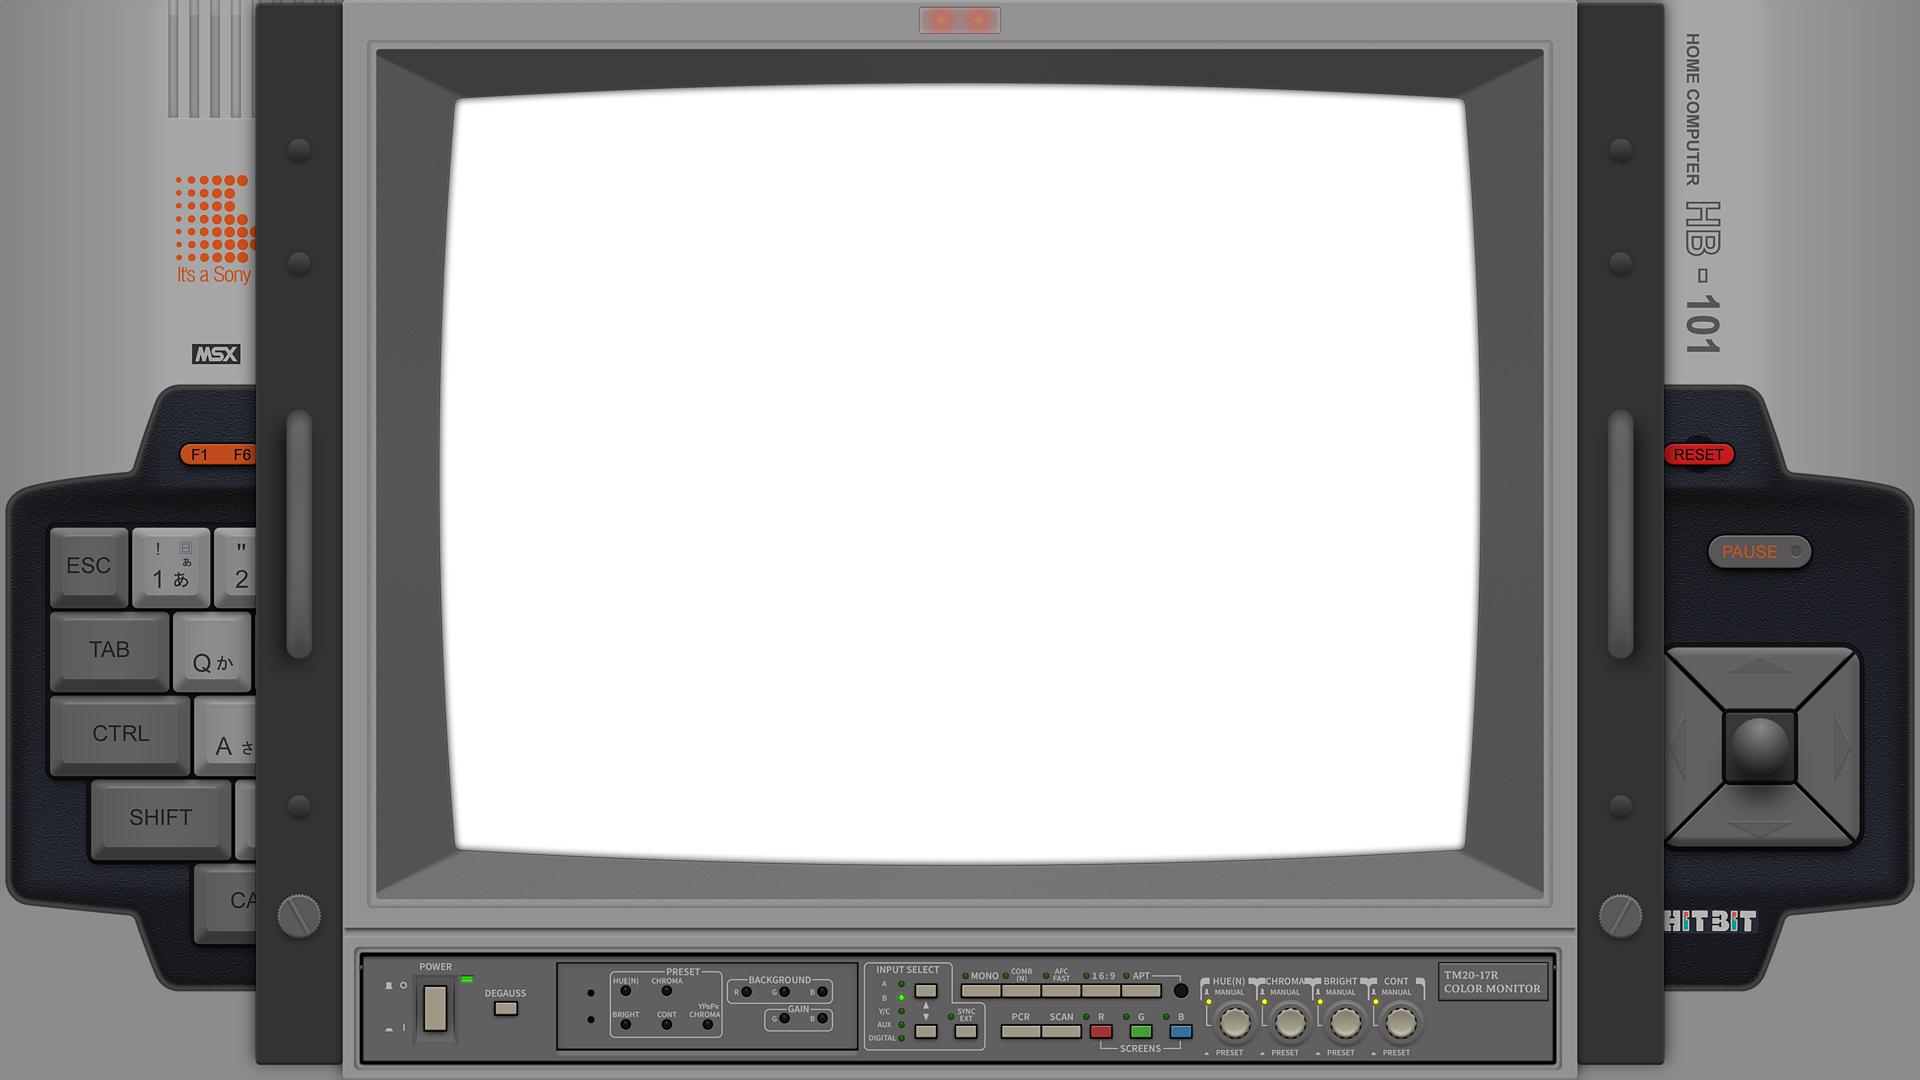 It's a Sony
MSX
F1 F6
ESC
! 日 あ
1 あ
"
2
TAB
Q か
CTRL
A さ
SHIFT
CA
HOME COMPUTER HB-101
RESET
PAUSE
HiTBiT
POWER
DEGAUSS
PRESET
HUE(N) CHROMA
YPBPR
BRIGHT CONT CHROMA
BACKGROUND
R G B
GAIN
G B
INPUT SELECT
A
B
Y/C
AUX
DIGITAL
SYNC
EXT
MONO COMB (N) AFC FAST 16:9 APT
PCR SCAN R G B
SCREENS
HUE(N) CHROMA BRIGHT CONT
MANUAL MANUAL MANUAL MANUAL
PRESET PRESET PRESET PRESET
TM20-17R
COLOR MONITOR